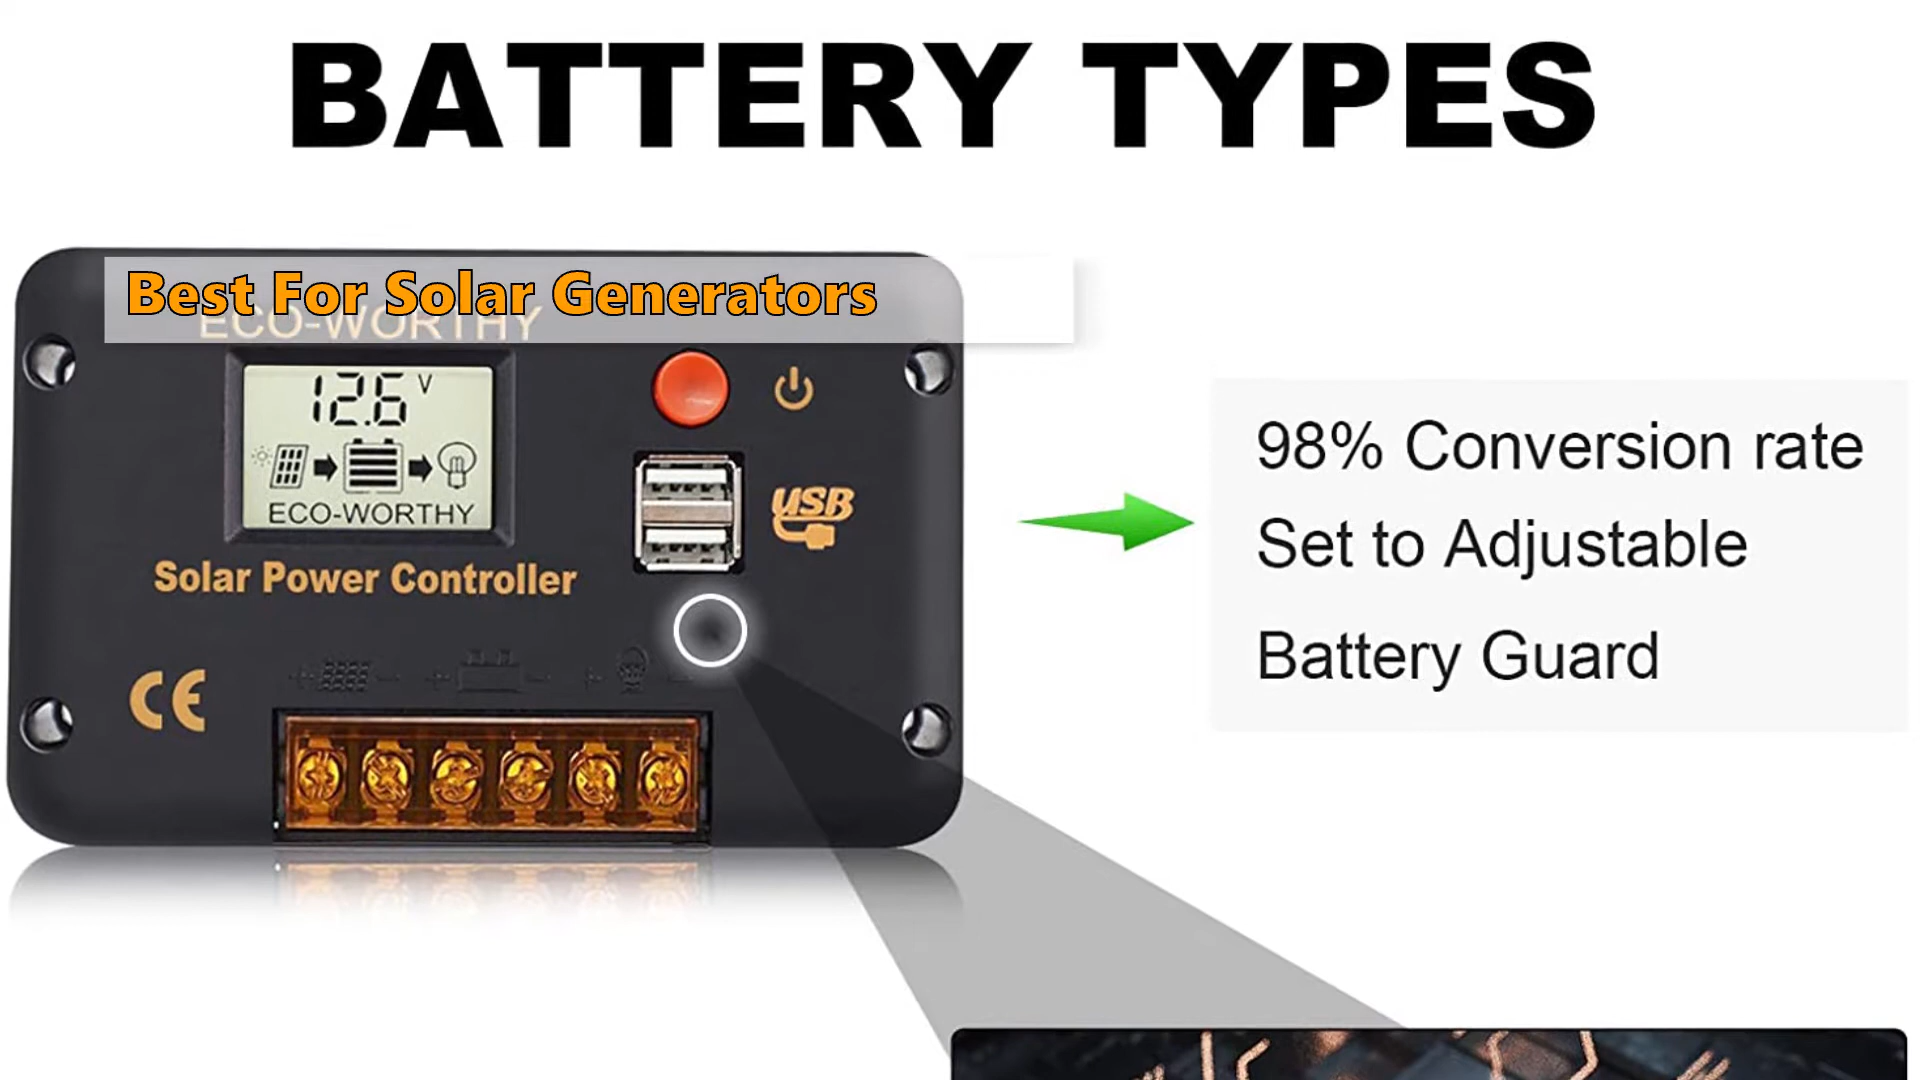 BATTERY TYPES
Best For Solar Generators
ECO-WORTHY
12.6 V
ECO-WORTHY
USB
Solar Power Controller
CE
98% Conversion rate
Set to Adjustable
Battery Guard